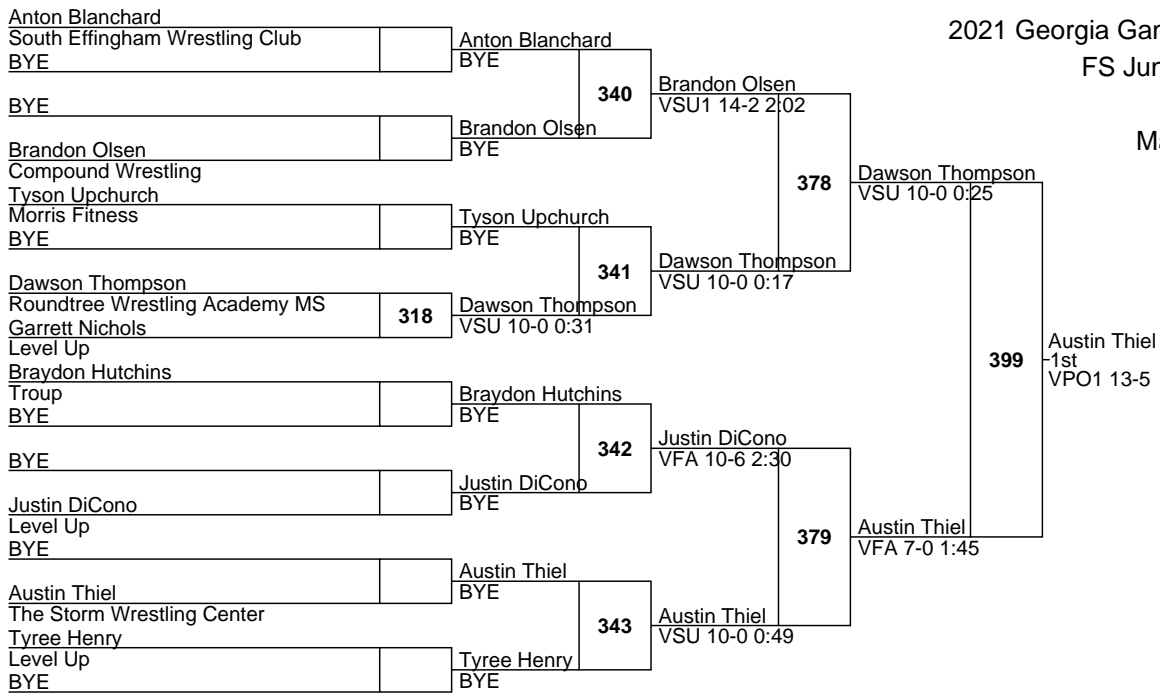 2021 Georgia Gar
FS Jun
Ma
Anton Blanchard
South Effingham Wrestling Club
BYE
BYE
Brandon Olsen
Compound Wrestling
Tyson Upchurch
Morris Fitness
BYE
Dawson Thompson
Roundtree Wrestling Academy MS
Garrett Nichols
Level Up
Braydon Hutchins
Troup
BYE
BYE
Justin DiCono
Level Up
BYE
Austin Thiel
The Storm Wrestling Center
Tyree Henry
Level Up
BYE
318
Anton Blanchard
BYE
Brandon Olsen
BYE
Tyson Upchurch
BYE
Dawson Thompson
VSU 10-0 0:31
Braydon Hutchins
BYE
Justin DiCono
BYE
Austin Thiel
BYE
Tyree Henry
BYE
340
341
342
343
Brandon Olsen
VSU1 14-2 2:02
Dawson Thompson
VSU 10-0 0:17
Justin DiCono
VFA 10-6 2:30
Austin Thiel
VSU 10-0 0:49
378
379
Dawson Thompson
VSU 10-0 0:25
Austin Thiel
VFA 7-0 1:45
399
Austin Thiel
1st
VPO1 13-5